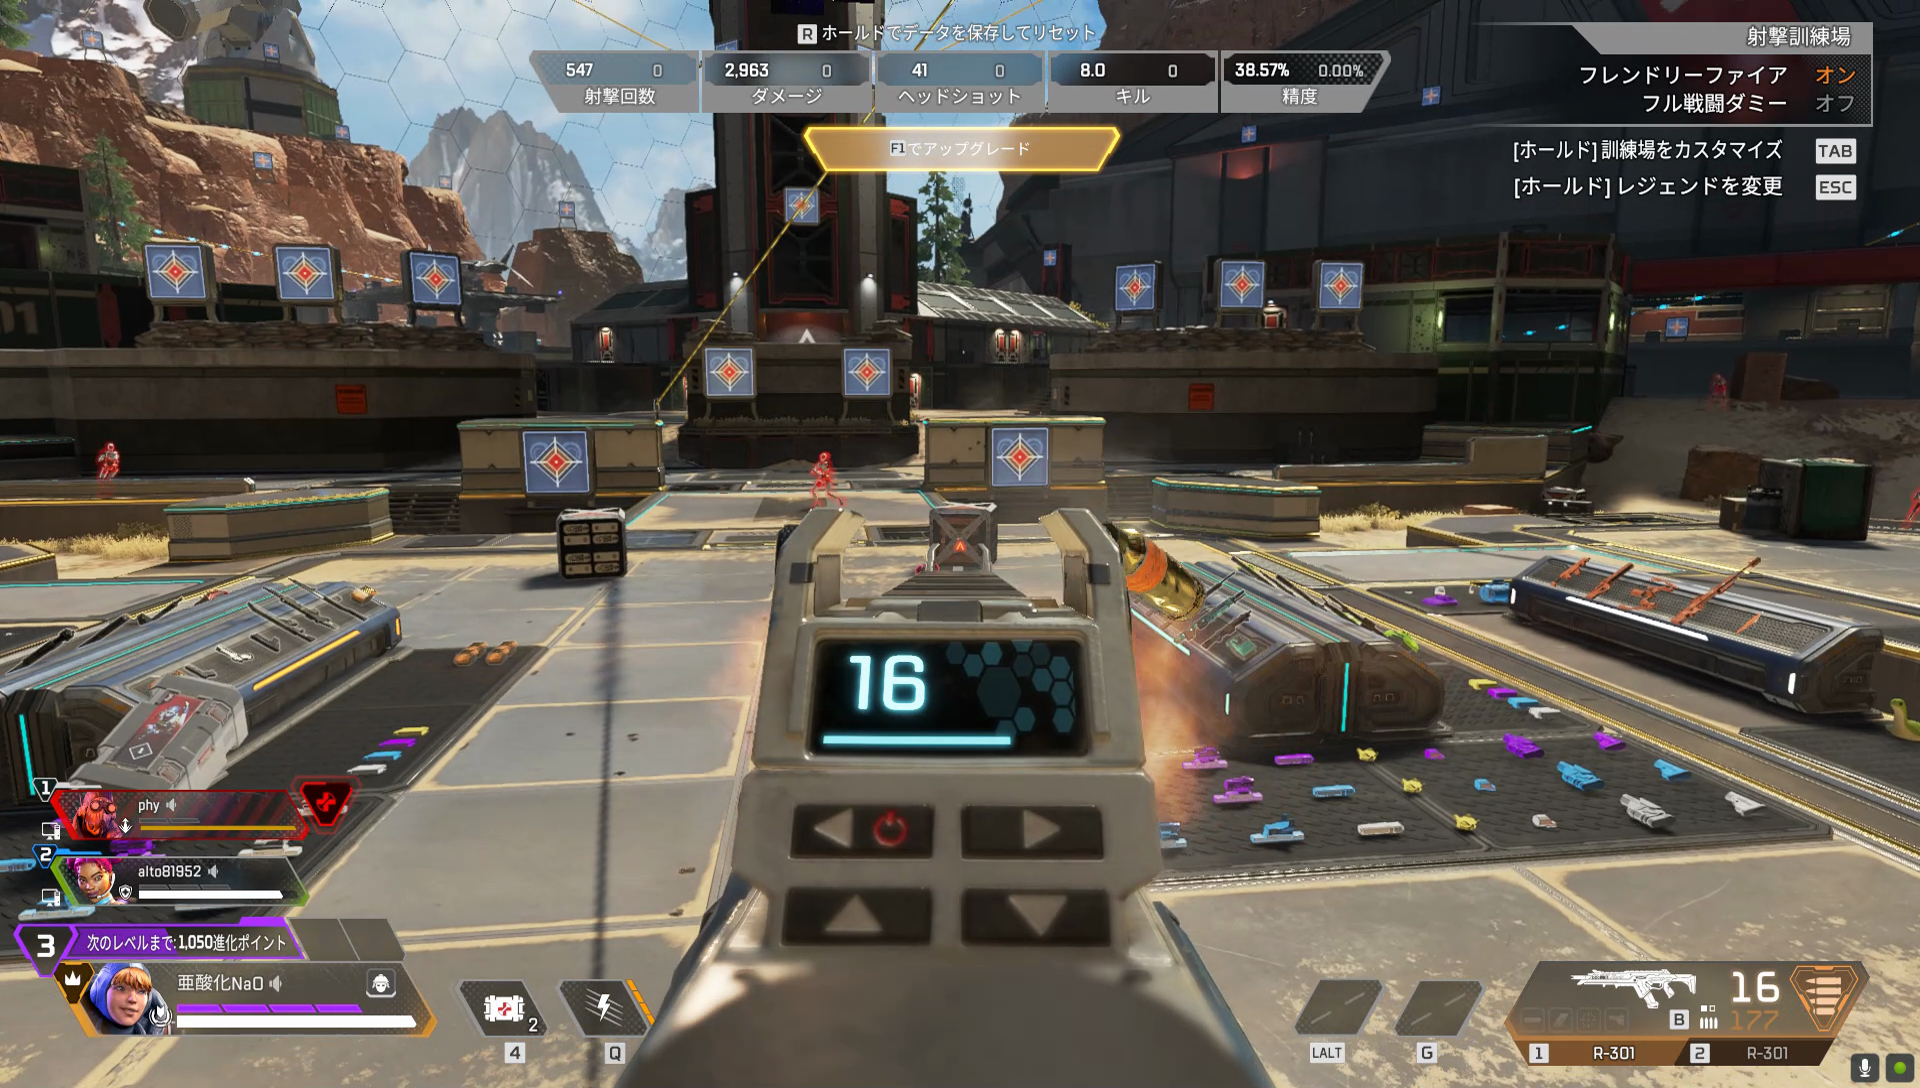 R ホールドでデータを保存してリセット
547 0 2,963 0 41 0 8.0 0 38.57% 0.00%
射撃回数 ダメージ ヘッドショット キル 精度
F1でアップグレード
射撃訓練場
フレンドリーファイア オン
フル戦闘ダミー オフ
[ホールド]訓練場をカスタマイズ TAB
[ホールド]レジェンドを変更 ESC
01
16
1 phy
2 alto81952
3 次のレベルまで:1,050進化ポイント
亜酸化NaO
2
4 Q
LALT G
16
B 177
1 R-301 2 R-301